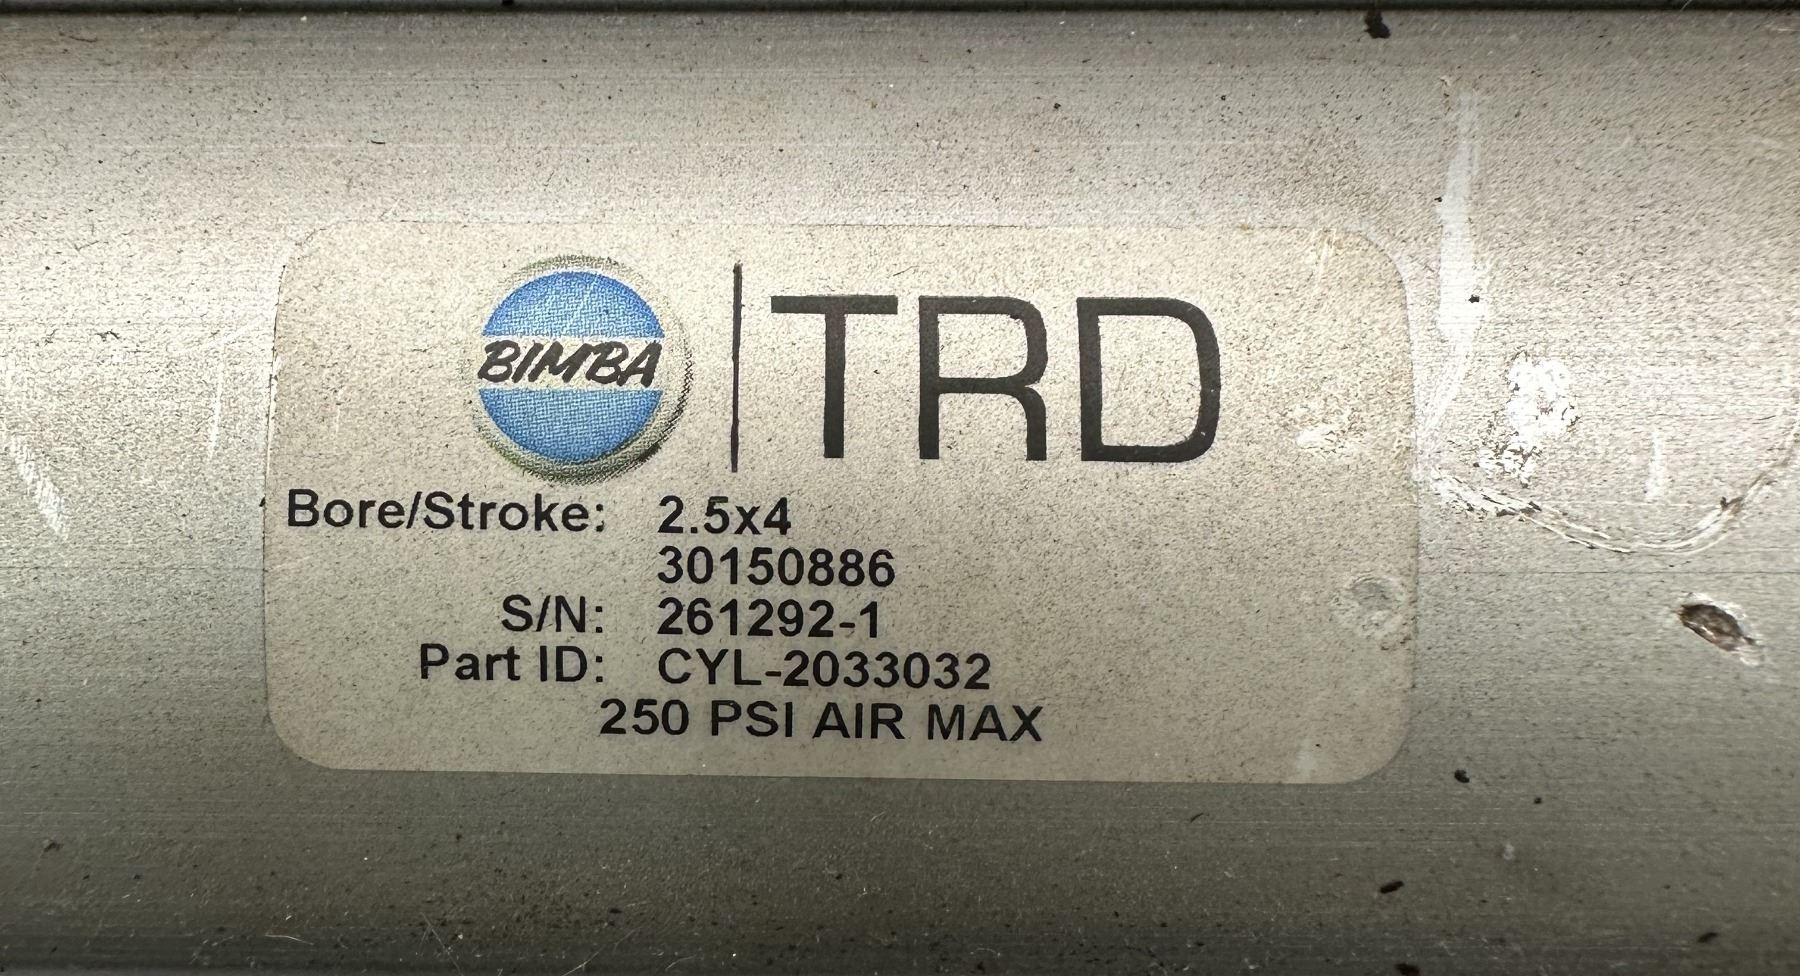 BIMBA | TRD
Bore/Stroke: 2.5x4
30150886
S/N: 261292-1
Part ID: CYL-2033032
250 PSI AIR MAX